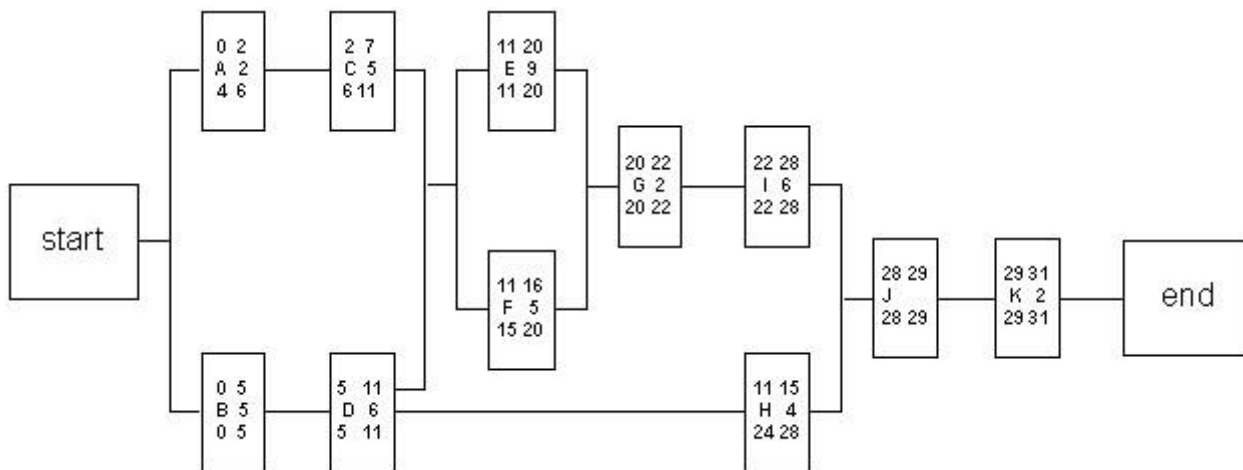 start
0 2
A 2
4 6
2 7
C 5
6 11
0 5
B 5
0 5
5 11
D 6
5 11
11 20
E 9
11 20
11 16
F 5
15 20
20 22
G 2
20 22
22 28
I 6
22 28
11 15
H 4
24 28
28 29
J
28 29
29 31
K 2
29 31
end